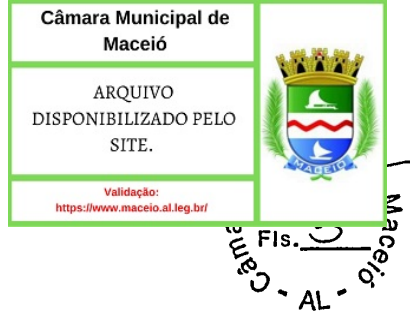 Câmara Municipal de
Maceió
ARQUIVO
DISPONIBILIZADO PELO
SITE.
Validação:
https://www.maceio.al.leg.br/
MACEIÓ
Fls.
Maceió
- AL -